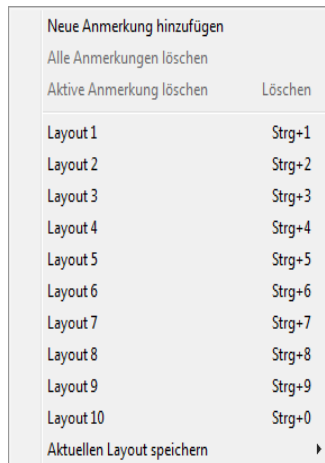 Neue Anmerkung hinzufügen
Alle Anmerkungen löschen
Aktive Anmerkung löschen Löschen
Layout 1 Strg+1
Layout 2 Strg+2
Layout 3 Strg+3
Layout 4 Strg+4
Layout 5 Strg+5
Layout 6 Strg+6
Layout 7 Strg+7
Layout 8 Strg+8
Layout 9 Strg+9
Layout 10 Strg+0
Aktuellen Layout speichern